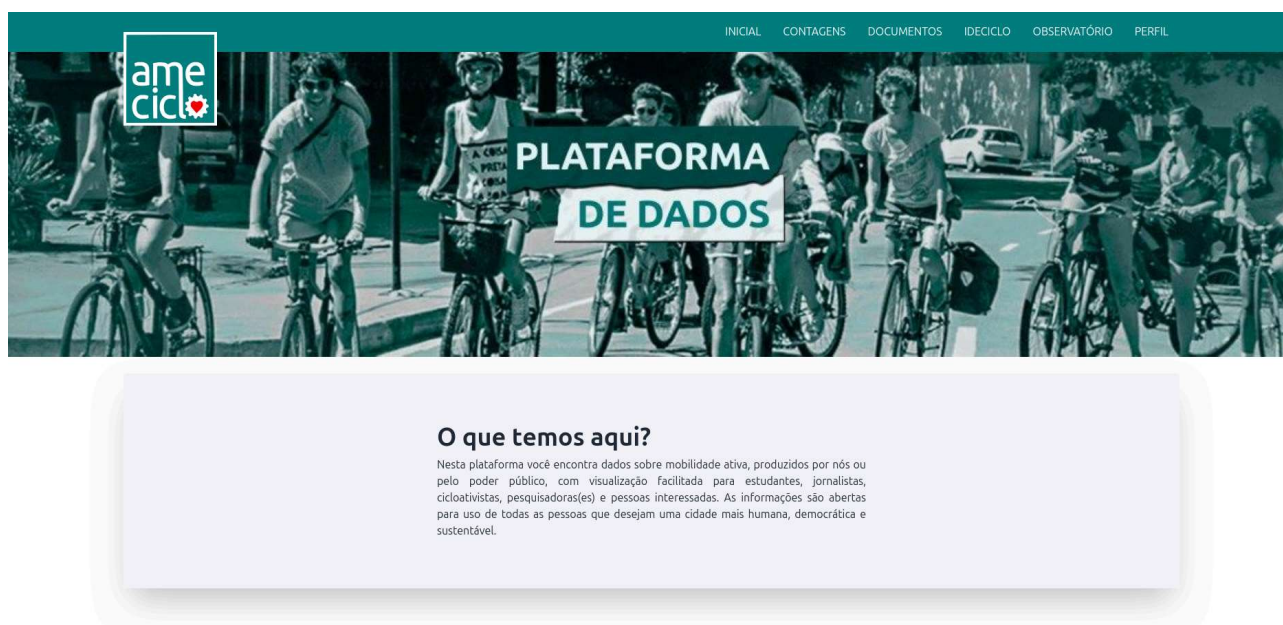 INICIAL CONTAGENS DOCUMENTOS IDECICLO OBSERVATÓRIO PERFIL
ame
ciclo
PLATAFORMA
DE DADOS
O que temos aqui?
Nesta plataforma você encontra dados sobre mobilidade ativa, produzidos por nós ou
pelo poder público, com visualização facilitada para estudantes, jornalistas,
cicloativistas, pesquisadoras(es) e pessoas interessadas. As informações são abertas
para uso de todas as pessoas que desejam uma cidade mais humana, democrática e
sustentável.